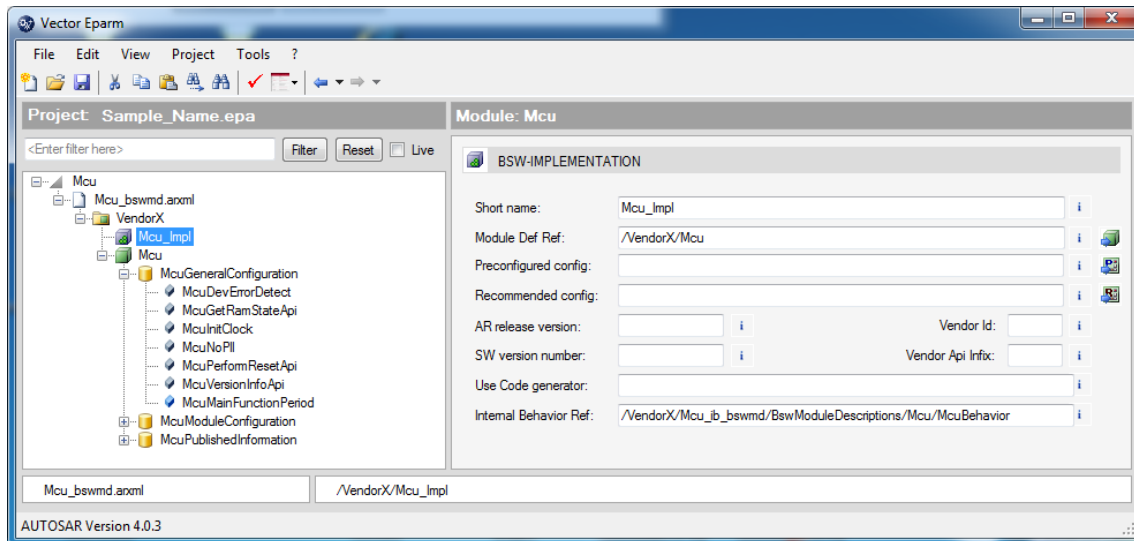 Vector Eparm
File Edit View Project Tools ?
Project: Sample_Name.epa
Module: Mcu
<Enter filter here> Filter Reset Live
Mcu
Mcu_bswmd.arxml
VendorX
Mcu_Impl
Mcu
McuGeneralConfiguration
McuDevErrorDetect
McuGetRamStateApi
McuInitClock
McuNoPll
McuPerformResetApi
McuVersionInfoApi
McuMainFunctionPeriod
McuModuleConfiguration
McuPublishedInformation
BSW-IMPLEMENTATION
Short name: Mcu_Impl i
Module Def Ref: /VendorX/Mcu i
Preconfigured config: i
Recommended config: i
AR release version: i Vendor Id: i
SW version number: i Vendor Api Infix: i
Use Code generator: i
Internal Behavior Ref: /VendorX/Mcu_ib_bswmd/BswModuleDescriptions/Mcu/McuBehavior i
Mcu_bswmd.arxml /VendorX/Mcu_Impl
AUTOSAR Version 4.0.3